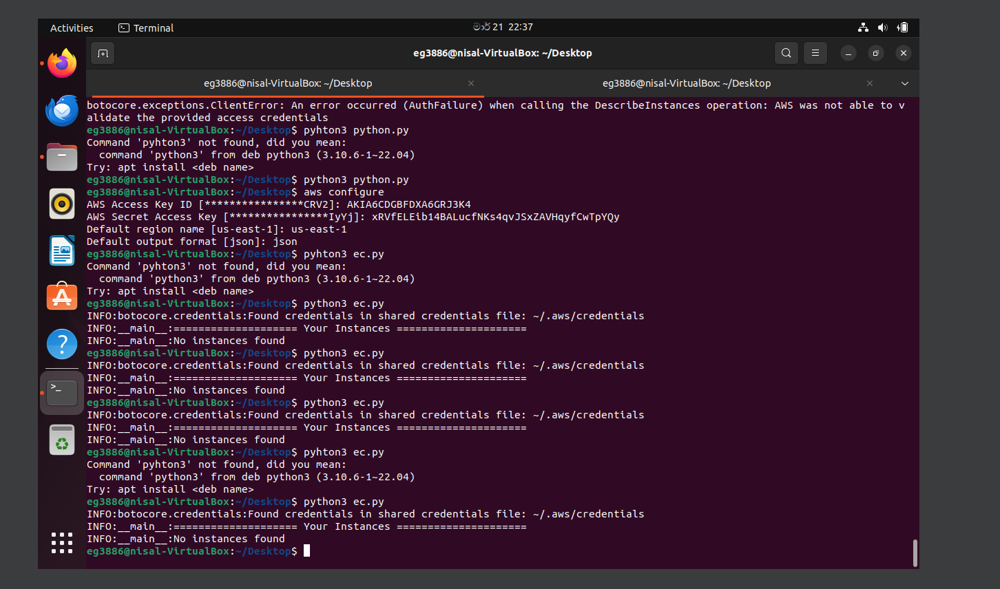 Activities
Terminal
මාර් 21 22:37
eg3886@nisal-VirtualBox: ~/Desktop
eg3886@nisal-VirtualBox: ~/Desktop
eg3886@nisal-VirtualBox: ~/Desktop
botocore.exceptions.ClientError: An error occurred (AuthFailure) when calling the DescribeInstances operation: AWS was not able to v
alidate the provided access credentials
eg3886@nisal-VirtualBox:~/Desktop$ pyhton3 python.py
Command 'pyhton3' not found, did you mean:
  command 'python3' from deb python3 (3.10.6-1~22.04)
Try: apt install <deb name>
eg3886@nisal-VirtualBox:~/Desktop$ python3 python.py
eg3886@nisal-VirtualBox:~/Desktop$ aws configure
AWS Access Key ID [****************CRV2]: AKIA6CDGBFDXA6GRJ3K4
AWS Secret Access Key [****************IyYj]: 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
Default region name [us-east-1]: us-east-1
Default output format [json]: json
eg3886@nisal-VirtualBox:~/Desktop$ pyhton3 ec.py
Command 'pyhton3' not found, did you mean:
  command 'python3' from deb python3 (3.10.6-1~22.04)
Try: apt install <deb name>
eg3886@nisal-VirtualBox:~/Desktop$ python3 ec.py
INFO:botocore.credentials:Found credentials in shared credentials file: ~/.aws/credentials
INFO:__main__:==================== Your Instances =====================
INFO:__main__:No instances found
eg3886@nisal-VirtualBox:~/Desktop$ python3 ec.py
INFO:botocore.credentials:Found credentials in shared credentials file: ~/.aws/credentials
INFO:__main__:==================== Your Instances =====================
INFO:__main__:No instances found
eg3886@nisal-VirtualBox:~/Desktop$ python3 ec.py
INFO:botocore.credentials:Found credentials in shared credentials file: ~/.aws/credentials
INFO:__main__:==================== Your Instances =====================
INFO:__main__:No instances found
eg3886@nisal-VirtualBox:~/Desktop$ pyhton3 ec.py
Command 'pyhton3' not found, did you mean:
  command 'python3' from deb python3 (3.10.6-1~22.04)
Try: apt install <deb name>
eg3886@nisal-VirtualBox:~/Desktop$ python3 ec.py
INFO:botocore.credentials:Found credentials in shared credentials file: ~/.aws/credentials
INFO:__main__:==================== Your Instances =====================
INFO:__main__:No instances found
eg3886@nisal-VirtualBox:~/Desktop$